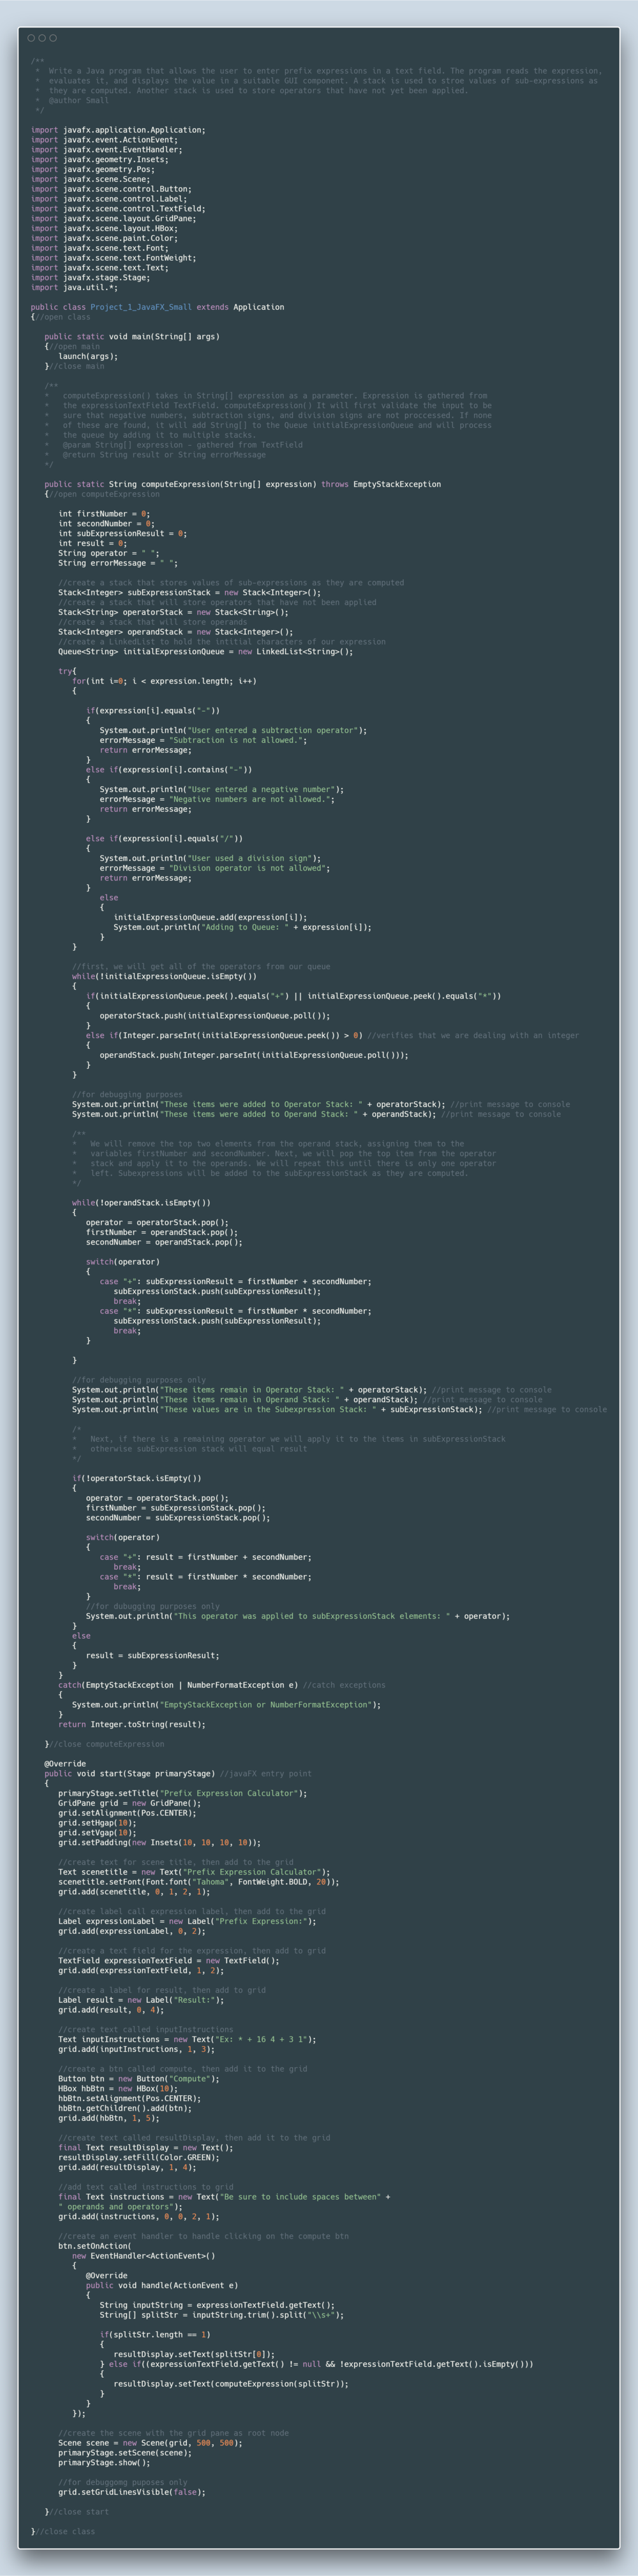 /**
 *  Write a Java program that allows the user to enter prefix expressions in a text field. The program reads the expression,
 *  evaluates it, and displays the value in a suitable GUI component. A stack is used to stroe values of sub-expressions as
 *  they are computed. Another stack is used to store operators that have not yet been applied.
 *  @author Small
 */

import javafx.application.Application;
import javafx.event.ActionEvent;
import javafx.event.EventHandler;
import javafx.geometry.Insets;
import javafx.geometry.Pos;
import javafx.scene.Scene;
import javafx.scene.control.Button;
import javafx.scene.control.Label;
import javafx.scene.control.TextField;
import javafx.scene.layout.GridPane;
import javafx.scene.layout.HBox;
import javafx.scene.paint.Color;
import javafx.scene.text.Font;
import javafx.scene.text.FontWeight;
import javafx.scene.text.Text;
import javafx.stage.Stage;
import java.util.*;

public class Project_1_JavaFX_Small extends Application
{//open class

   public static void main(String[] args)
   {//open main
      launch(args);
   }//close main

   /**
   *   computeExpression() takes in String[] expression as a parameter. Expression is gathered from
   *   the expressionTextField TextField. computeExpression() It will first validate the input to be
   *   sure that negative numbers, subtraction signs, and division signs are not proccessed. If none
   *   of these are found, it will add String[] to the Queue initialExpressionQueue and will process
   *   the queue by adding it to multiple stacks.
   *   @param String[] expression - gathered from TextField
   *   @return String result or String errorMessage
   */

   public static String computeExpression(String[] expression) throws EmptyStackException
   {//open computeExpression

      int firstNumber = 0;
      int secondNumber = 0;
      int subExpressionResult = 0;
      int result = 0;
      String operator = " ";
      String errorMessage = " ";

      //create a stack that stores values of sub-expressions as they are computed
      Stack<Integer> subExpressionStack = new Stack<Integer>();
      //create a stack that will store operators that have not been applied
      Stack<String> operatorStack = new Stack<String>();
      //create a stack that will store operands
      Stack<Integer> operandStack = new Stack<Integer>();
      //create a LinkedList to hold the intitial characters of our expression
      Queue<String> initialExpressionQueue = new LinkedList<String>();

      try{
         for(int i=0; i < expression.length; i++)
         {

            if(expression[i].equals("-"))
            {
               System.out.println("User entered a subtraction operator");
               errorMessage = "Subtraction is not allowed.";
               return errorMessage;
            }
            else if(expression[i].contains("-"))
            {
               System.out.println("User entered a negative number");
               errorMessage = "Negative numbers are not allowed.";
               return errorMessage;
            }

            else if(expression[i].equals("/"))
            {
               System.out.println("User used a division sign");
               errorMessage = "Division operator is not allowed";
               return errorMessage;
            }
               else
               {
                  initialExpressionQueue.add(expression[i]);
                  System.out.println("Adding to Queue: " + expression[i]);
               }
         }

         //first, we will get all of the operators from our queue
         while(!initialExpressionQueue.isEmpty())
         {
            if(initialExpressionQueue.peek().equals("+") || initialExpressionQueue.peek().equals("*"))
            {
               operatorStack.push(initialExpressionQueue.poll());
            }
            else if(Integer.parseInt(initialExpressionQueue.peek()) > 0) //verifies that we are dealing with an integer
            {
               operandStack.push(Integer.parseInt(initialExpressionQueue.poll()));
            }
         }

         //for debugging purposes
         System.out.println("These items were added to Operator Stack: " + operatorStack); //print message to console
         System.out.println("These items were added to Operand Stack: " + operandStack); //print message to console

         /**
         *   We will remove the top two elements from the operand stack, assigning them to the
         *   variables firstNumber and secondNumber. Next, we will pop the top item from the operator
         *   stack and apply it to the operands. We will repeat this until there is only one operator
         *   left. Subexpressions will be added to the subExpressionStack as they are computed.
         */

         while(!operandStack.isEmpty())
         {
            operator = operatorStack.pop();
            firstNumber = operandStack.pop();
            secondNumber = operandStack.pop();

            switch(operator)
            {
               case "+": subExpressionResult = firstNumber + secondNumber;
                  subExpressionStack.push(subExpressionResult);
                  break;
               case "*": subExpressionResult = firstNumber * secondNumber;
                  subExpressionStack.push(subExpressionResult);
                  break;
            }

         }

         //for debugging purposes only
         System.out.println("These items remain in Operator Stack: " + operatorStack); //print message to console
         System.out.println("These items remain in Operand Stack: " + operandStack); //print message to console
         System.out.println("These values are in the Subexpression Stack: " + subExpressionStack); //print message to console

         /*
         *   Next, if there is a remaining operator we will apply it to the items in subExpressionStack
         *   otherwise subExpression stack will equal result
         */

         if(!operatorStack.isEmpty())
         {
            operator = operatorStack.pop();
            firstNumber = subExpressionStack.pop();
            secondNumber = subExpressionStack.pop();

            switch(operator)
            {
               case "+": result = firstNumber + secondNumber;
                  break;
               case "*": result = firstNumber * secondNumber;
                  break;
            }
            //for dubugging purposes only
            System.out.println("This operator was applied to subExpressionStack elements: " + operator);
         }
         else
         {
            result = subExpressionResult;
         }
      }
      catch(EmptyStackException | NumberFormatException e) //catch exceptions
      {
         System.out.println("EmptyStackException or NumberFormatException");
      }
      return Integer.toString(result);

   }//close computeExpression

   @Override
   public void start(Stage primaryStage) //javaFX entry point
   {
      primaryStage.setTitle("Prefix Expression Calculator");
      GridPane grid = new GridPane();
      grid.setAlignment(Pos.CENTER);
      grid.setHgap(10);
      grid.setVgap(10);
      grid.setPadding(new Insets(10, 10, 10, 10));

      //create text for scene title, then add to the grid
      Text scenetitle = new Text("Prefix Expression Calculator");
      scenetitle.setFont(Font.font("Tahoma", FontWeight.BOLD, 20));
      grid.add(scenetitle, 0, 1, 2, 1);

      //create label call expression label, then add to the grid
      Label expressionLabel = new Label("Prefix Expression:");
      grid.add(expressionLabel, 0, 2);

      //create a text field for the expression, then add to grid
      TextField expressionTextField = new TextField();
      grid.add(expressionTextField, 1, 2);

      //create a label for result, then add to grid
      Label result = new Label("Result:");
      grid.add(result, 0, 4);

      //create text called inputInstructions
      Text inputInstructions = new Text("Ex: * + 16 4 + 3 1");
      grid.add(inputInstructions, 1, 3);

      //create a btn called compute, then add it to the grid
      Button btn = new Button("Compute");
      HBox hbBtn = new HBox(10);
      hbBtn.setAlignment(Pos.CENTER);
      hbBtn.getChildren().add(btn);
      grid.add(hbBtn, 1, 5);

      //create text called resultDisplay, then add it to the grid
      final Text resultDisplay = new Text();
      resultDisplay.setFill(Color.GREEN);
      grid.add(resultDisplay, 1, 4);

      //add text called instructions to grid
      final Text instructions = new Text("Be sure to include spaces between" +
      " operands and operators");
      grid.add(instructions, 0, 0, 2, 1);

      //create an event handler to handle clicking on the compute btn
      btn.setOnAction(
         new EventHandler<ActionEvent>()
         {
            @Override
            public void handle(ActionEvent e)
            {
               String inputString = expressionTextField.getText();
               String[] splitStr = inputString.trim().split("\\s+");

               if(splitStr.length == 1)
               {
                  resultDisplay.setText(splitStr[0]);
               } else if((expressionTextField.getText() != null && !expressionTextField.getText().isEmpty()))
               {
                  resultDisplay.setText(computeExpression(splitStr));
               }
            }
         });

      //create the scene with the grid pane as root node
      Scene scene = new Scene(grid, 500, 500);
      primaryStage.setScene(scene);
      primaryStage.show();

      //for debuggomg puposes only
      grid.setGridLinesVisible(false);

   }//close start

}//close class